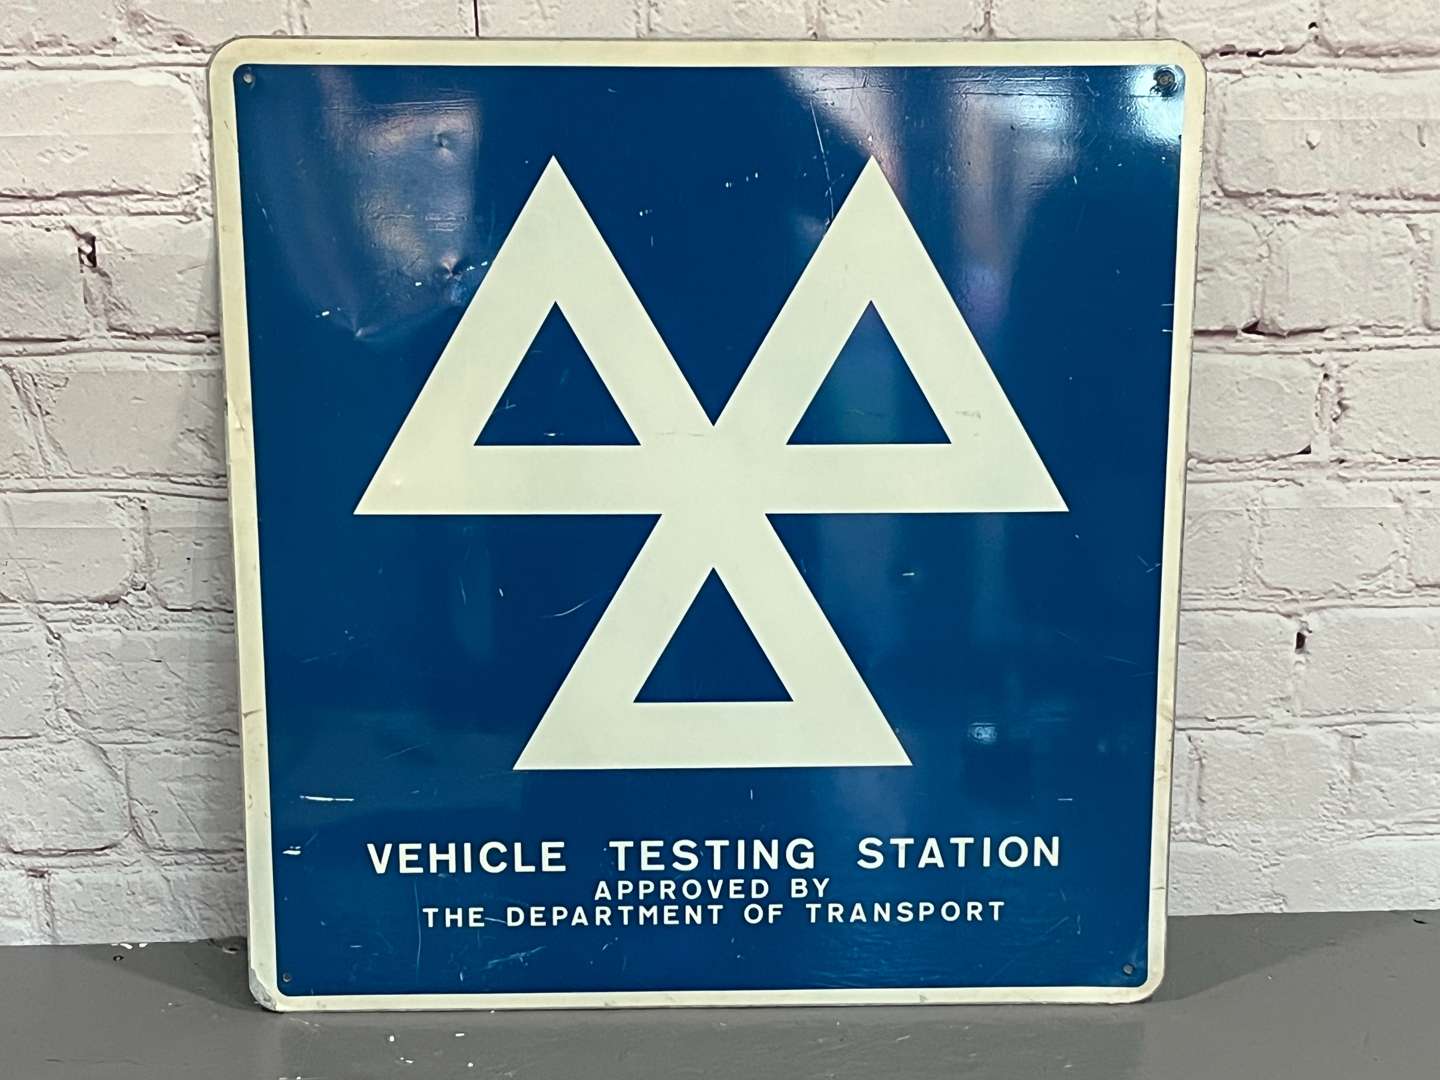 VEHICLE TESTING STATION
APPROVED BY
THE DEPARTMENT OF TRANSPORT